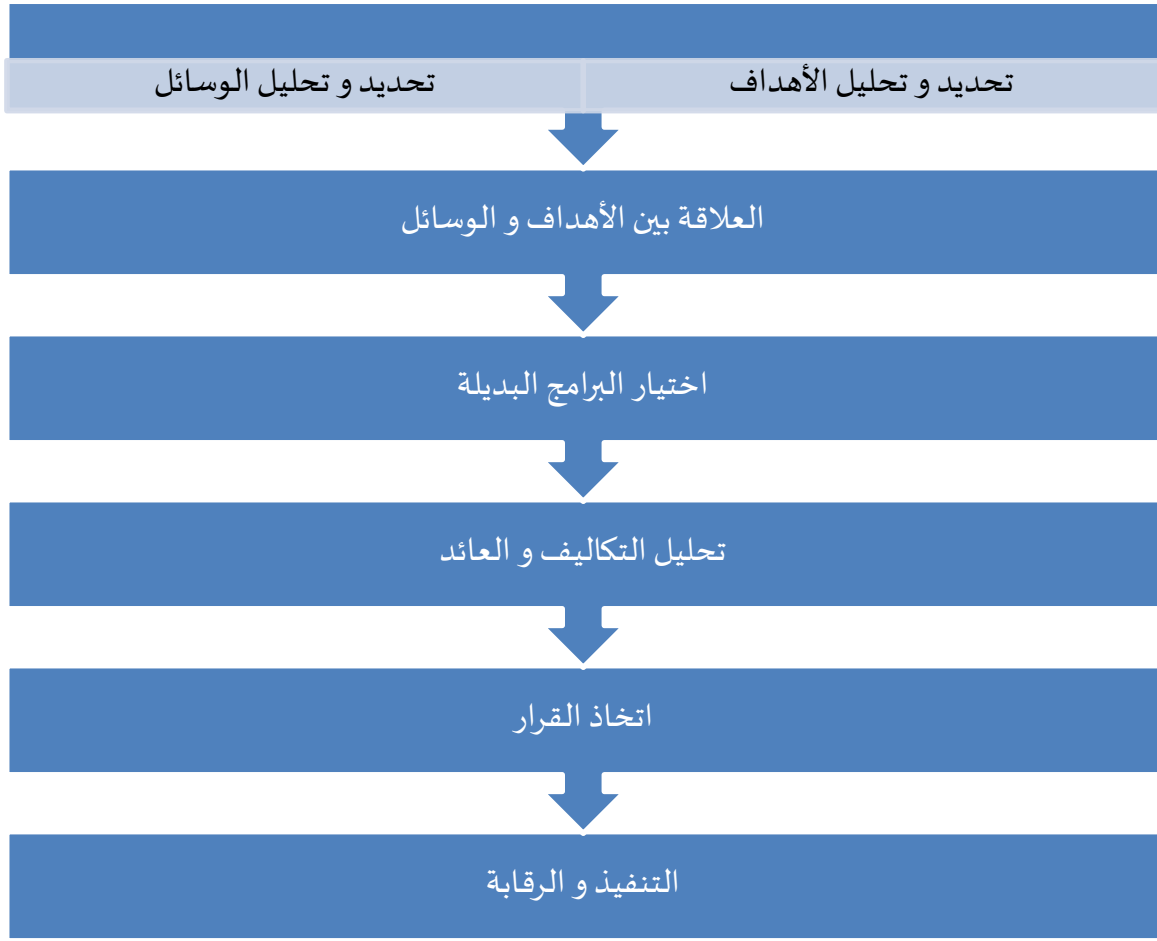 تحديد و تحليل الأهداف
تحديد و تحليل الوسائل
العلاقة بين الأهداف و الوسائل
اختيار البرامج البديلة
تحليل التكاليف و العائد
اتخاذ القرار
التنفيذ و الرقابة